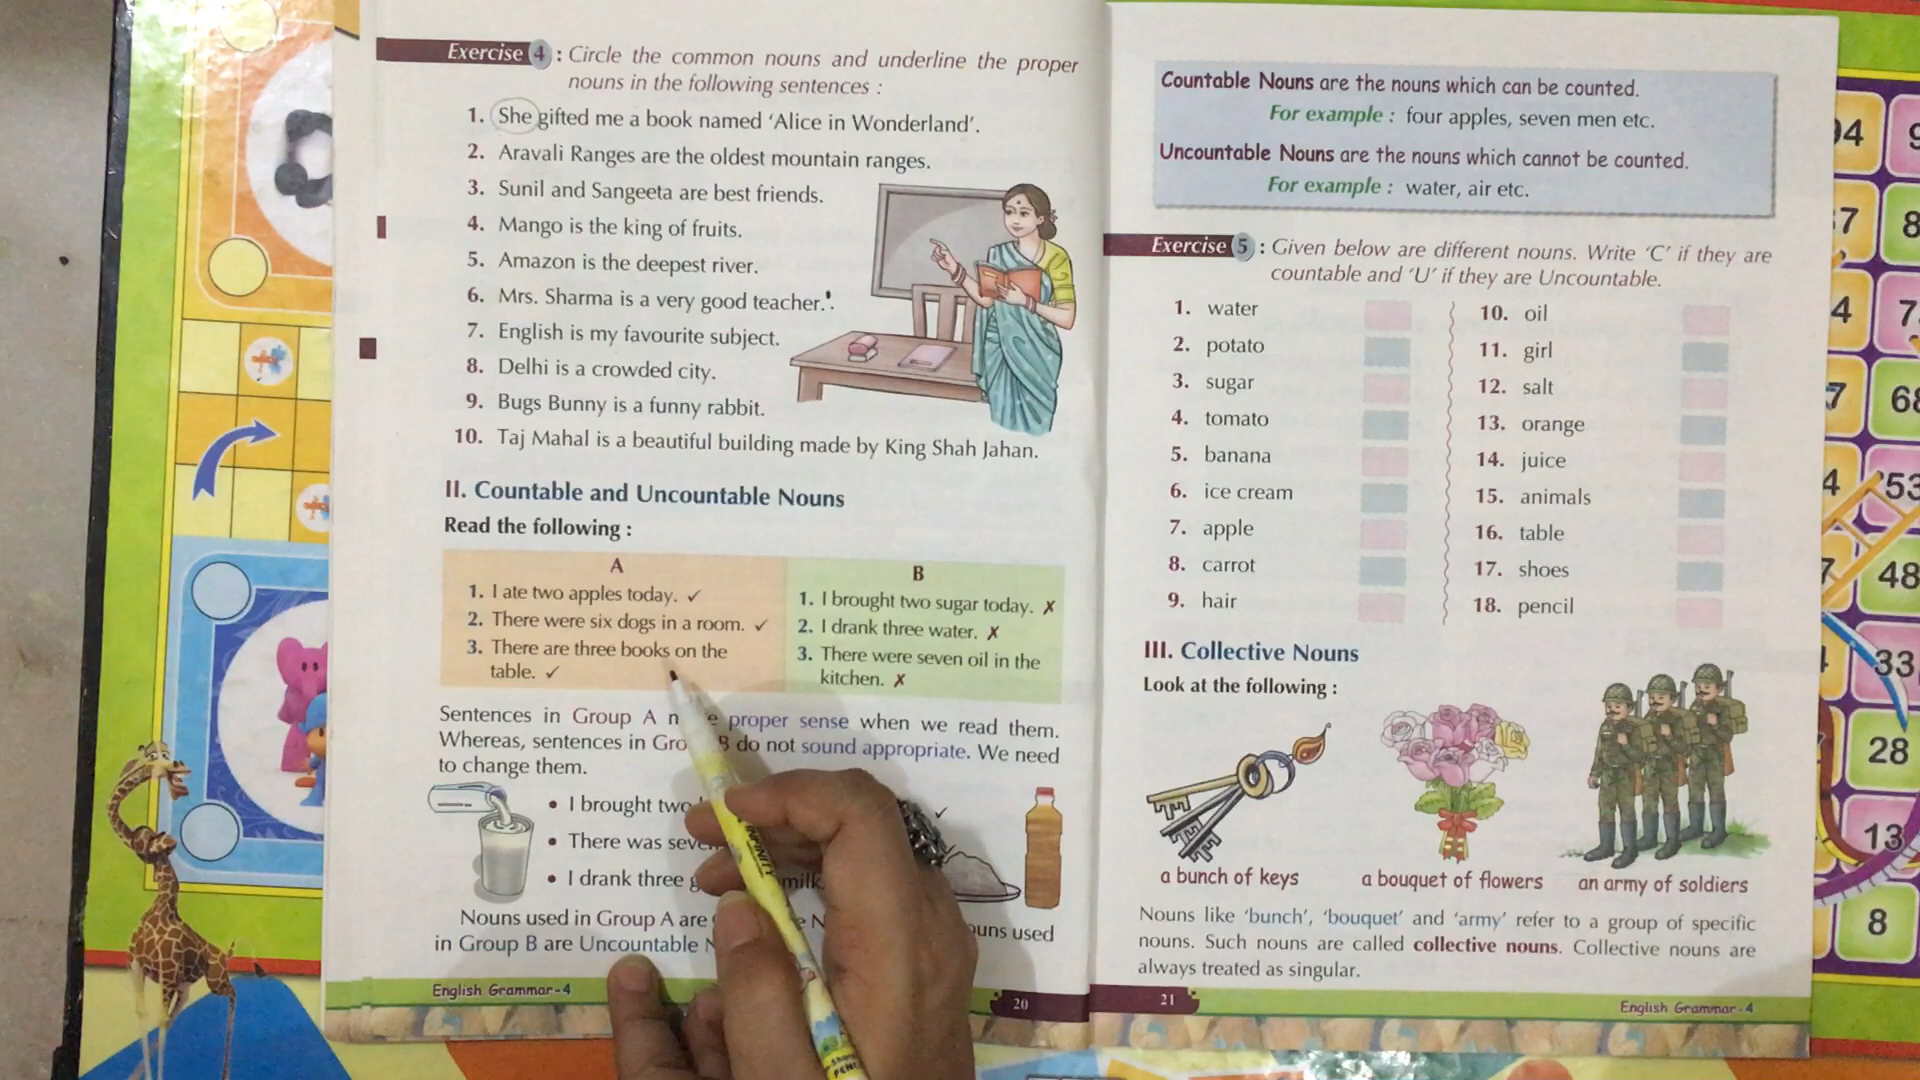 Exercise 4 : Circle the common nouns and underline the proper
nouns in the following sentences :
1. She gifted me a book named 'Alice in Wonderland'.
2. Aravali Ranges are the oldest mountain ranges.
3. Sunil and Sangeeta are best friends.
4. Mango is the king of fruits.
5. Amazon is the deepest river.
6. Mrs. Sharma is a very good teacher.
7. English is my favourite subject.
8. Delhi is a crowded city.
9. Bugs Bunny is a funny rabbit.
10. Taj Mahal is a beautiful building made by King Shah Jahan.
II. Countable and Uncountable Nouns
Read the following :
A
1. I ate two apples today. ✓
2. There were six dogs in a room. ✓
3. There are three books on the
table. ✓
B
1. I brought two sugar today. ✗
2. I drank three water. ✗
3. There were seven oil in the
kitchen. ✗
Sentences in Group A proper sense when we read them.
Whereas, sentences in B do not sound appropriate. We need
to change them.
• I brought two
• There was
• I drank three milk
Nouns used in Group A are used
in Group B are Uncountable
English Grammar-4
20
Countable Nouns are the nouns which can be counted.
For example : four apples, seven men etc.
Uncountable Nouns are the nouns which cannot be counted.
For example : water, air etc.
Exercise 5 : Given below are different nouns. Write 'C' if they are
countable and 'U' if they are Uncountable.
1. water
2. potato
3. sugar
4. tomato
5. banana
6. ice cream
7. apple
8. carrot
9. hair
10. oil
11. girl
12. salt
13. orange
14. juice
15. animals
16. table
17. shoes
18. pencil
III. Collective Nouns
Look at the following :
a bunch of keys
a bouquet of flowers
an army of soldiers
Nouns like 'bunch', 'bouquet' and 'army' refer to a group of specific
nouns. Such nouns are called collective nouns. Collective nouns are
always treated as singular.
21
English Grammar-4
94
7
8
4
7
68
4
53
7
48
33
28
13
8